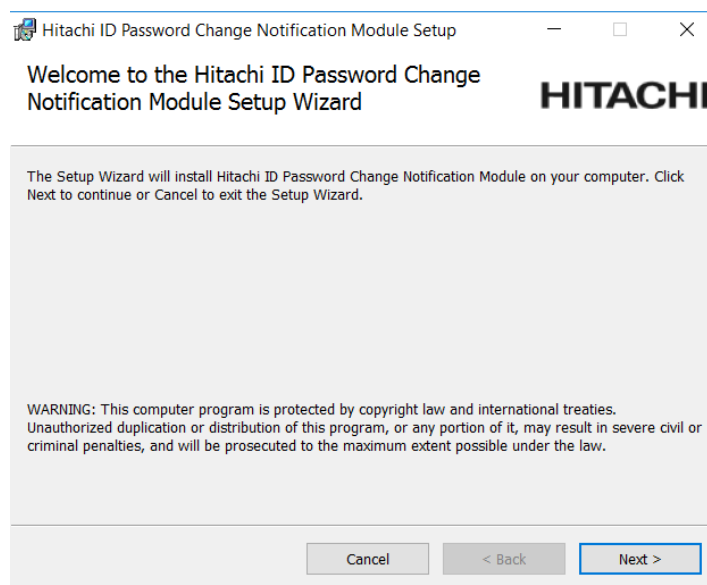 Hitachi ID Password Change Notification Module Setup
Welcome to the Hitachi ID Password Change
Notification Module Setup Wizard
HITACHI
The Setup Wizard will install Hitachi ID Password Change Notification Module on your computer. Click
Next to continue or Cancel to exit the Setup Wizard.
WARNING: This computer program is protected by copyright law and international treaties.
Unauthorized duplication or distribution of this program, or any portion of it, may result in severe civil or
criminal penalties, and will be prosecuted to the maximum extent possible under the law.
Cancel
< Back
Next >